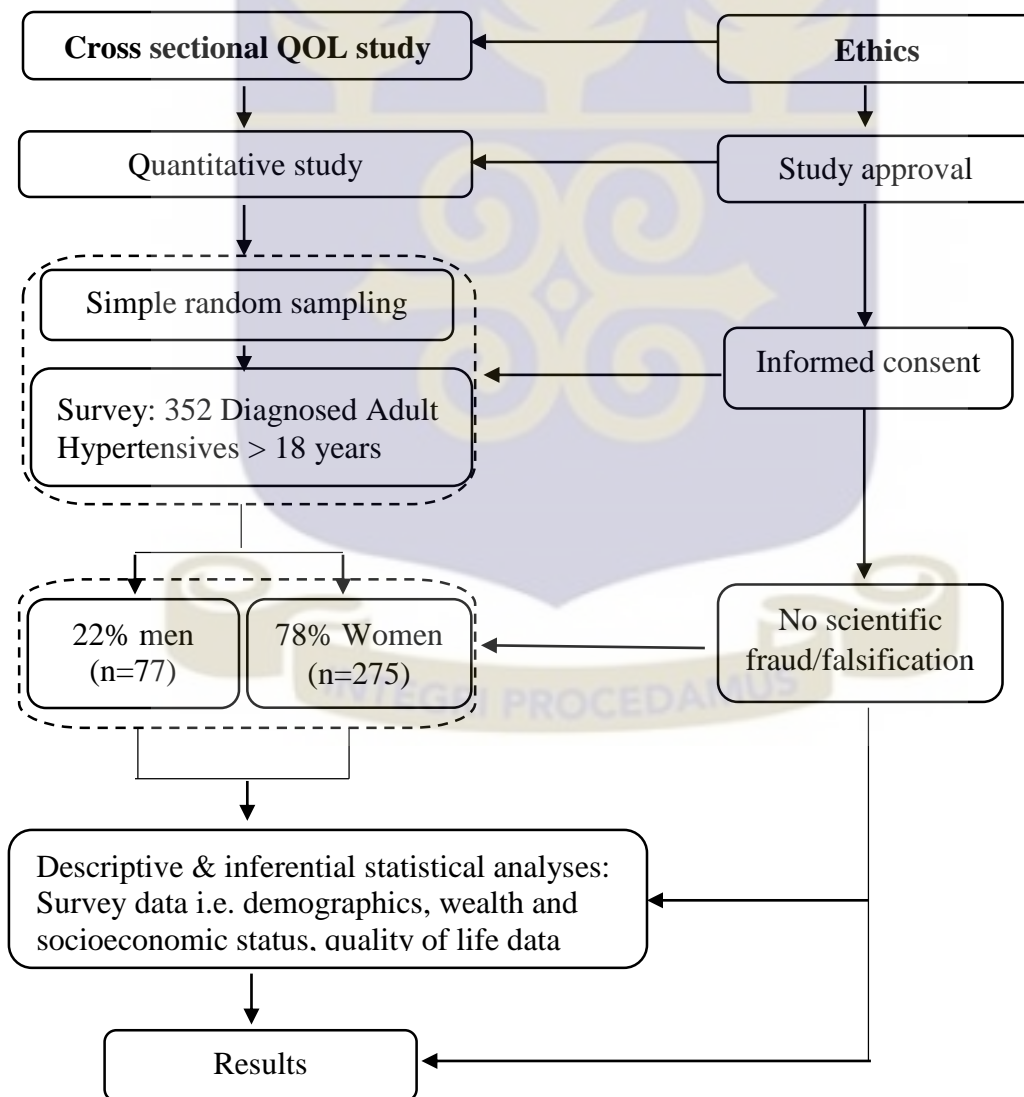 Cross sectional QOL study
Ethics
Quantitative study
Study approval
Simple random sampling
Informed consent
Survey: 352 Diagnosed Adult
Hypertensives > 18 years
22% men
(n=77)
78% Women
(n=275)
No scientific
fraud/falsification
INTEGRI PROCEDAMUS
Descriptive & inferential statistical analyses:
Survey data i.e. demographics, wealth and
socioeconomic status, quality of life data
Results